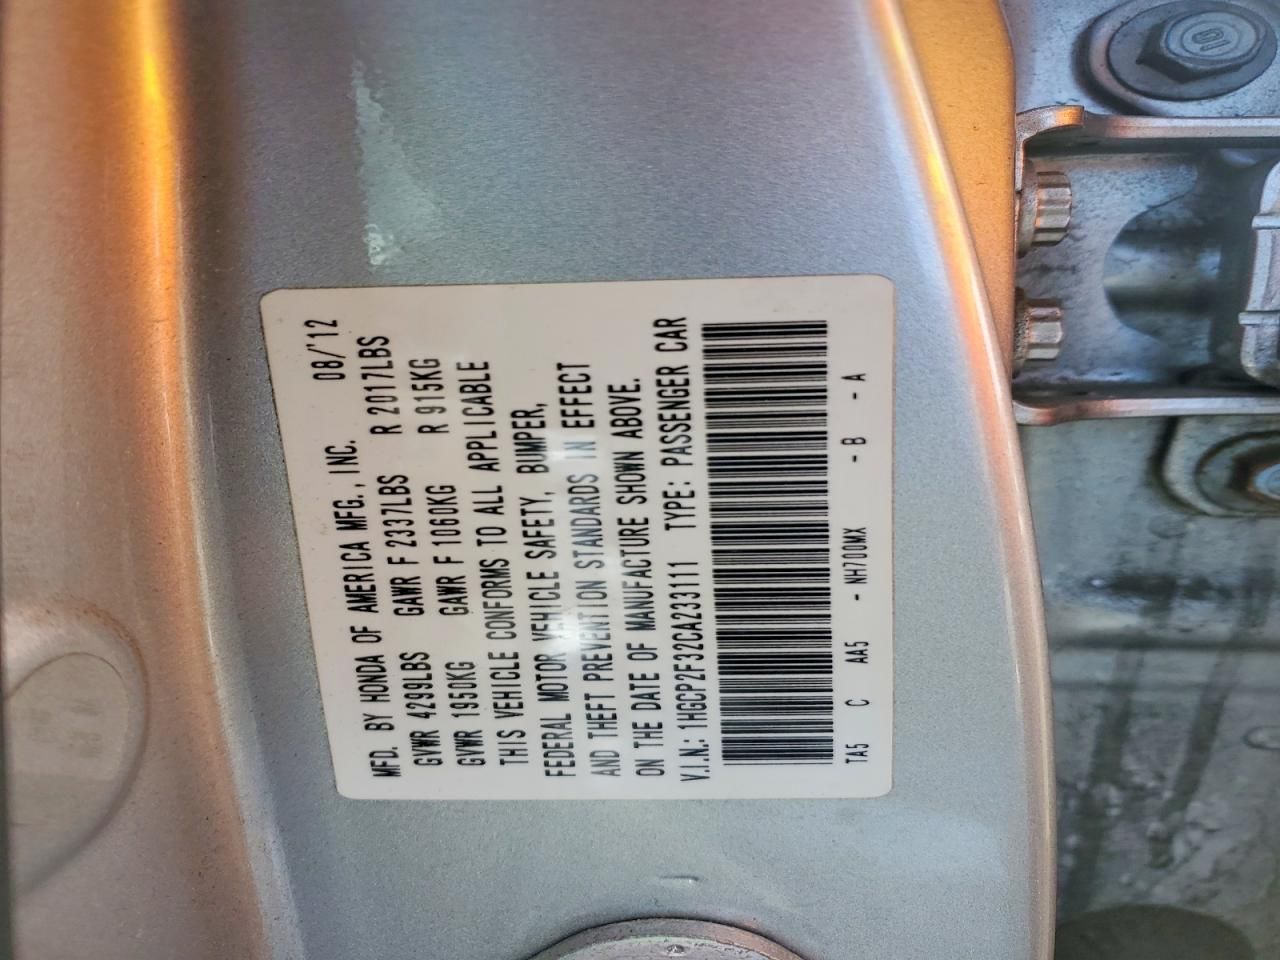 MFD. BY HONDA OF AMERICA MFG., INC. 08/'12
GVWR 4299LBS GAWR F 2337LBS R 2017LBS
GVWR 1950KG GAWR F 1060KG R 915KG
THIS VEHICLE CONFORMS TO ALL APPLICABLE
FEDERAL MOTOR VEHICLE SAFETY, BUMPER,
AND THEFT PREVENTION STANDARDS IN EFFECT
ON THE DATE OF MANUFACTURE SHOWN ABOVE.
V.I.N.: 1HGCP2F32CA233111 TYPE: PASSENGER CAR
TA5 C AA5 - NH700MX - B - A